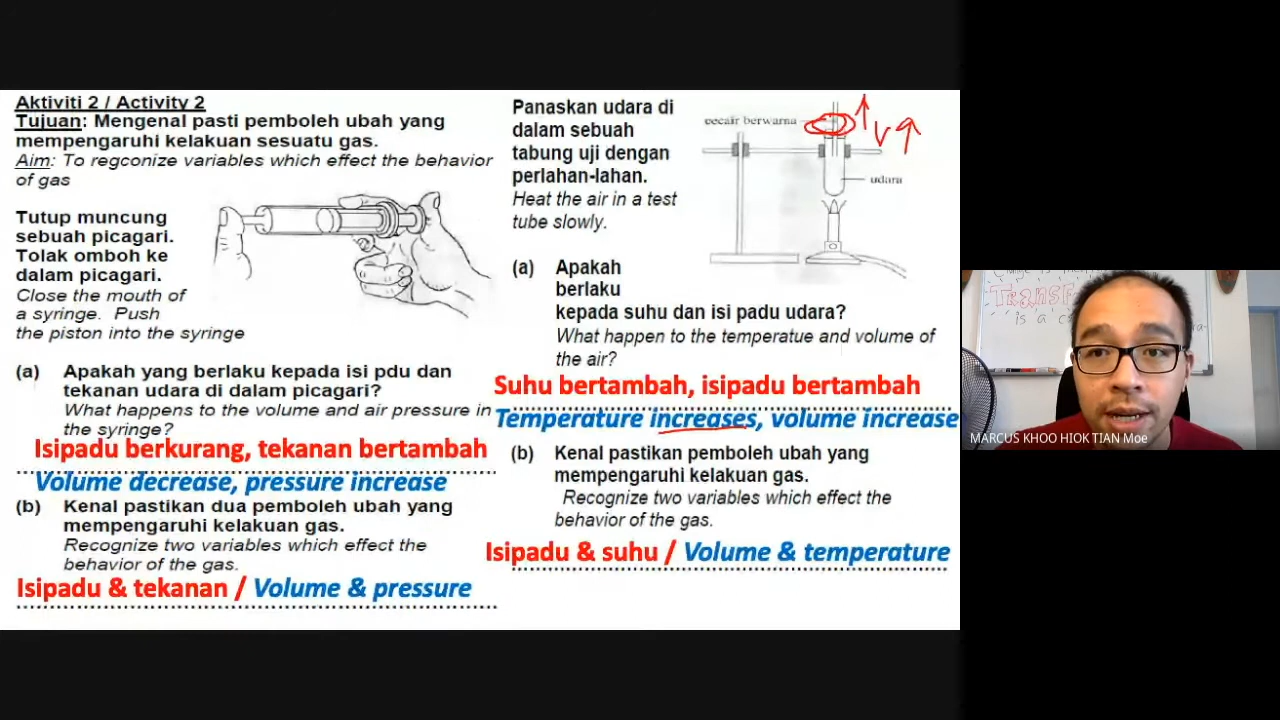 Aktiviti 2 / Activity 2
Tujuan: Mengenal pasti pemboleh ubah yang
mempengaruhi kelakuan sesuatu gas.
Aim: To regconize variables which effect the behavior
of gas
Tutup muncung
sebuah picagari.
Tolak omboh ke
dalam picagari.
Close the mouth of
a syringe. Push
the piston into the syringe
(a) Apakah yang berlaku kepada isi pdu dan
tekanan udara di dalam picagari?
What happens to the volume and air pressure in
the syringe?
Isipadu berkurang, tekanan bertambah
Volume decrease, pressure increase
(b) Kenal pastikan dua pemboleh ubah yang
mempengaruhi kelakuan gas.
Recognize two variables which effect the
behavior of the gas.
Isipadu & tekanan / Volume & pressure
Panaskan udara di
dalam sebuah
tabung uji dengan
perlahan-lahan.
Heat the air in a test
tube slowly.
cecair berwarna
V
udara
(a) Apakah
berlaku
kepada suhu dan isi padu udara?
What happen to the temperatue and volume of
the air?
Suhu bertambah, isipadu bertambah
Temperature increases, volume increase
(b) Kenal pastikan pemboleh ubah yang
mempengaruhi kelakuan gas.
Recognize two variables which effect the
behavior of the gas.
Isipadu & suhu / Volume & temperature
is a
MARCUS KHOO HIOK TIAN Moe